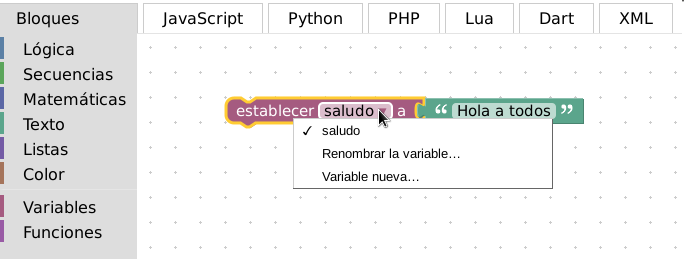 Bloques
JavaScript
Python
PHP
Lua
Dart
XML
Lógica
Secuencias
Matemáticas
Texto
Listas
Color
Variables
Funciones
establecer saludo a “ Hola a todos ”
✓ saludo
Renombrar la variable...
Variable nueva...